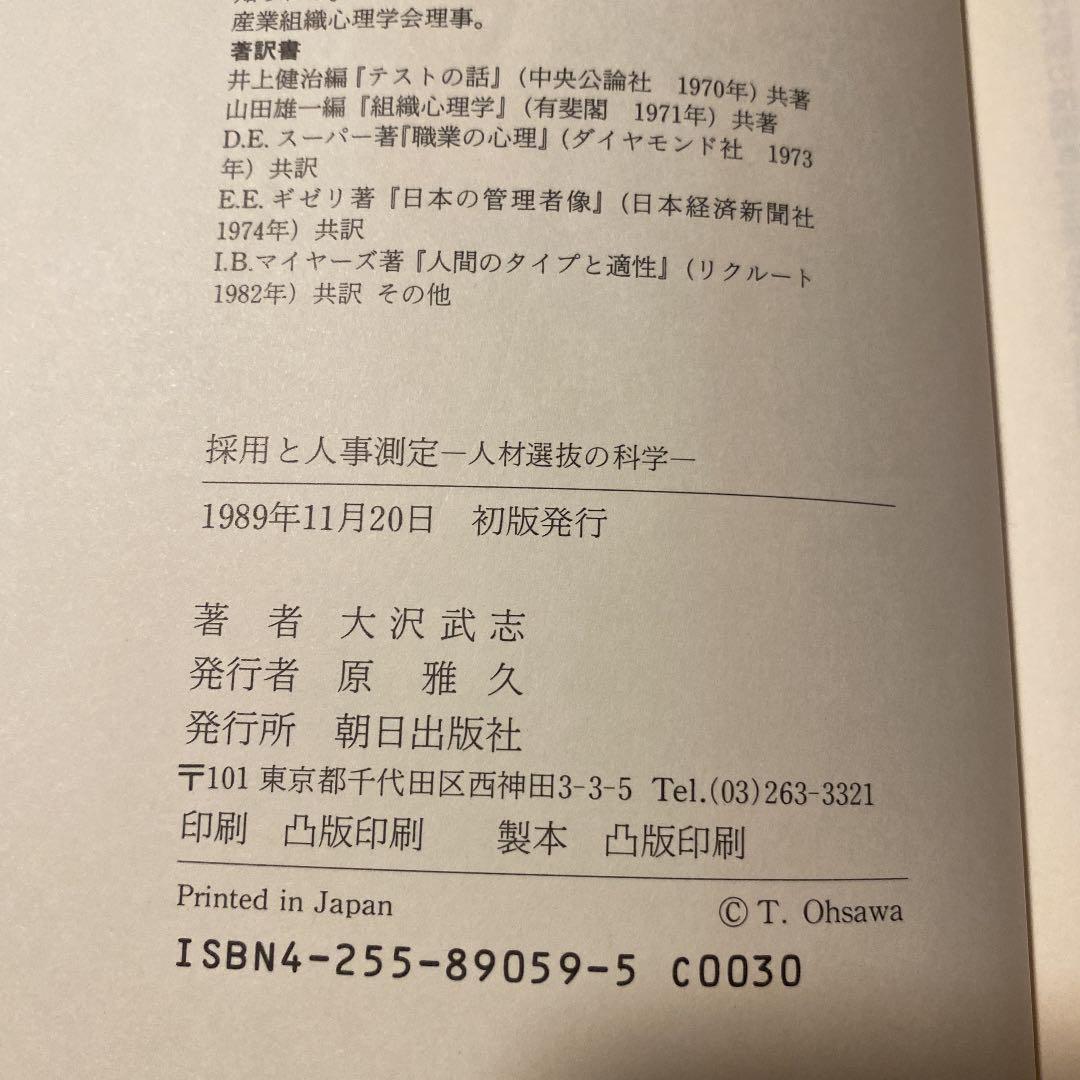 産業組織心理学会理事。
著訳書
井上健治編『テストの話』(中央公論社 1970年) 共著
山田雄一編『組織心理学』(有斐閣 1971年) 共著
D.E. スーパー著『職業の心理』(ダイヤモンド社 1973
年) 共訳
E.E. ギゼリ著『日本の管理者像』(日本経済新聞社
1974年) 共訳
I.B.マイヤーズ著『人間のタイプと適性』(リクルート
1982年) 共訳 その他
採用と人事測定—人材選抜の科学—
1989年11月20日 初版発行
著 者 大沢武志
発行者 原 雅久
発行所 朝日出版社
〒101 東京都千代田区西神田3-3-5 Tel.(03)263-3321
印刷 凸版印刷 製本 凸版印刷
Printed in Japan © T. Ohsawa
ISBN4-255-89059-5 C0030